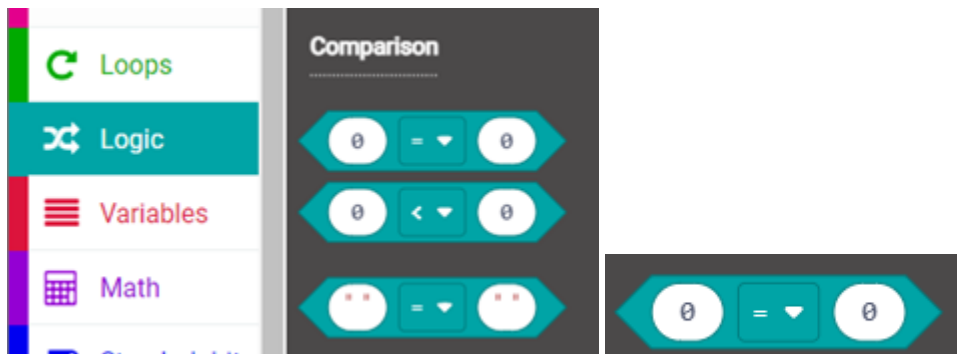 Loops
Logic
Variables
Math
Comparison
0 = 0
0 < 0
" " = " "
0 = 0